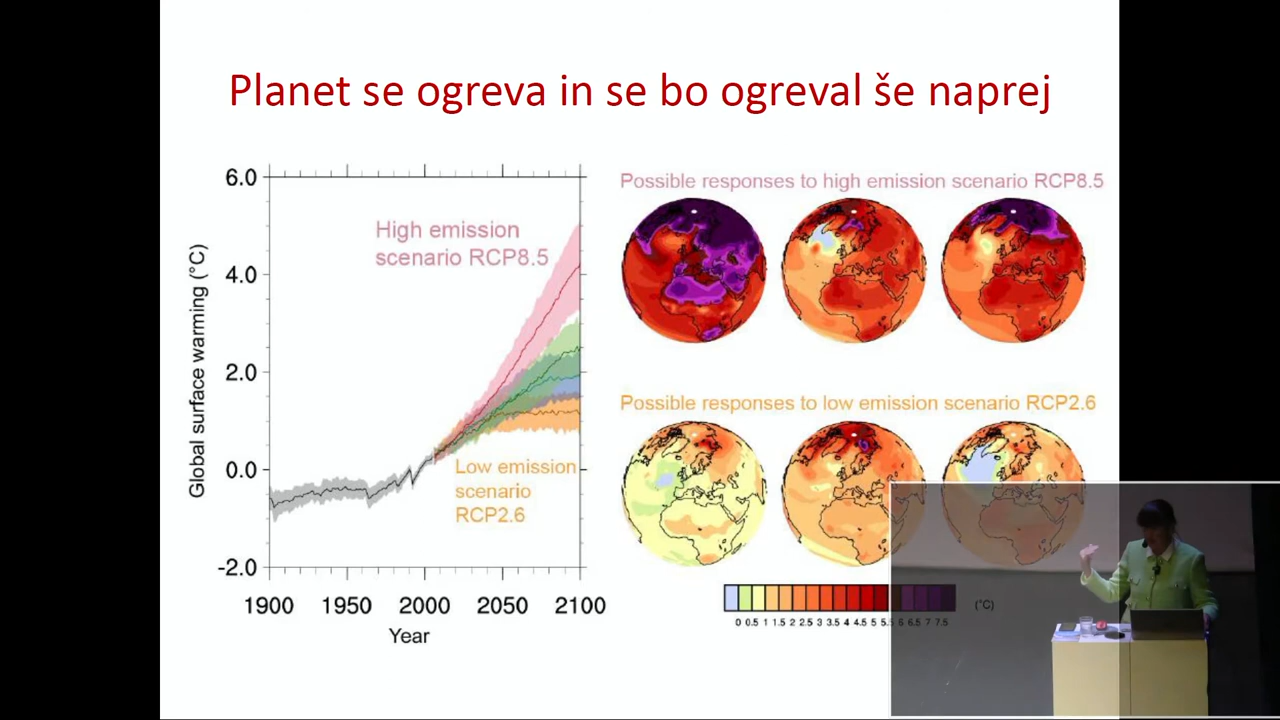 Planet se ogreva in se bo ogreval še naprej
Global surface warming (°C)
6.0
4.0
2.0
0.0
-2.0
High emission
scenario RCP8.5
Low emission
scenario
RCP2.6
1900 1950 2000 2050 2100
Year
Possible responses to high emission scenario RCP8.5
Possible responses to low emission scenario RCP2.6
(°C)
0 0.5 1 1.5 2 2.5 3 3.5 4 4.5 5 5.5 6 6.5 7 7.5